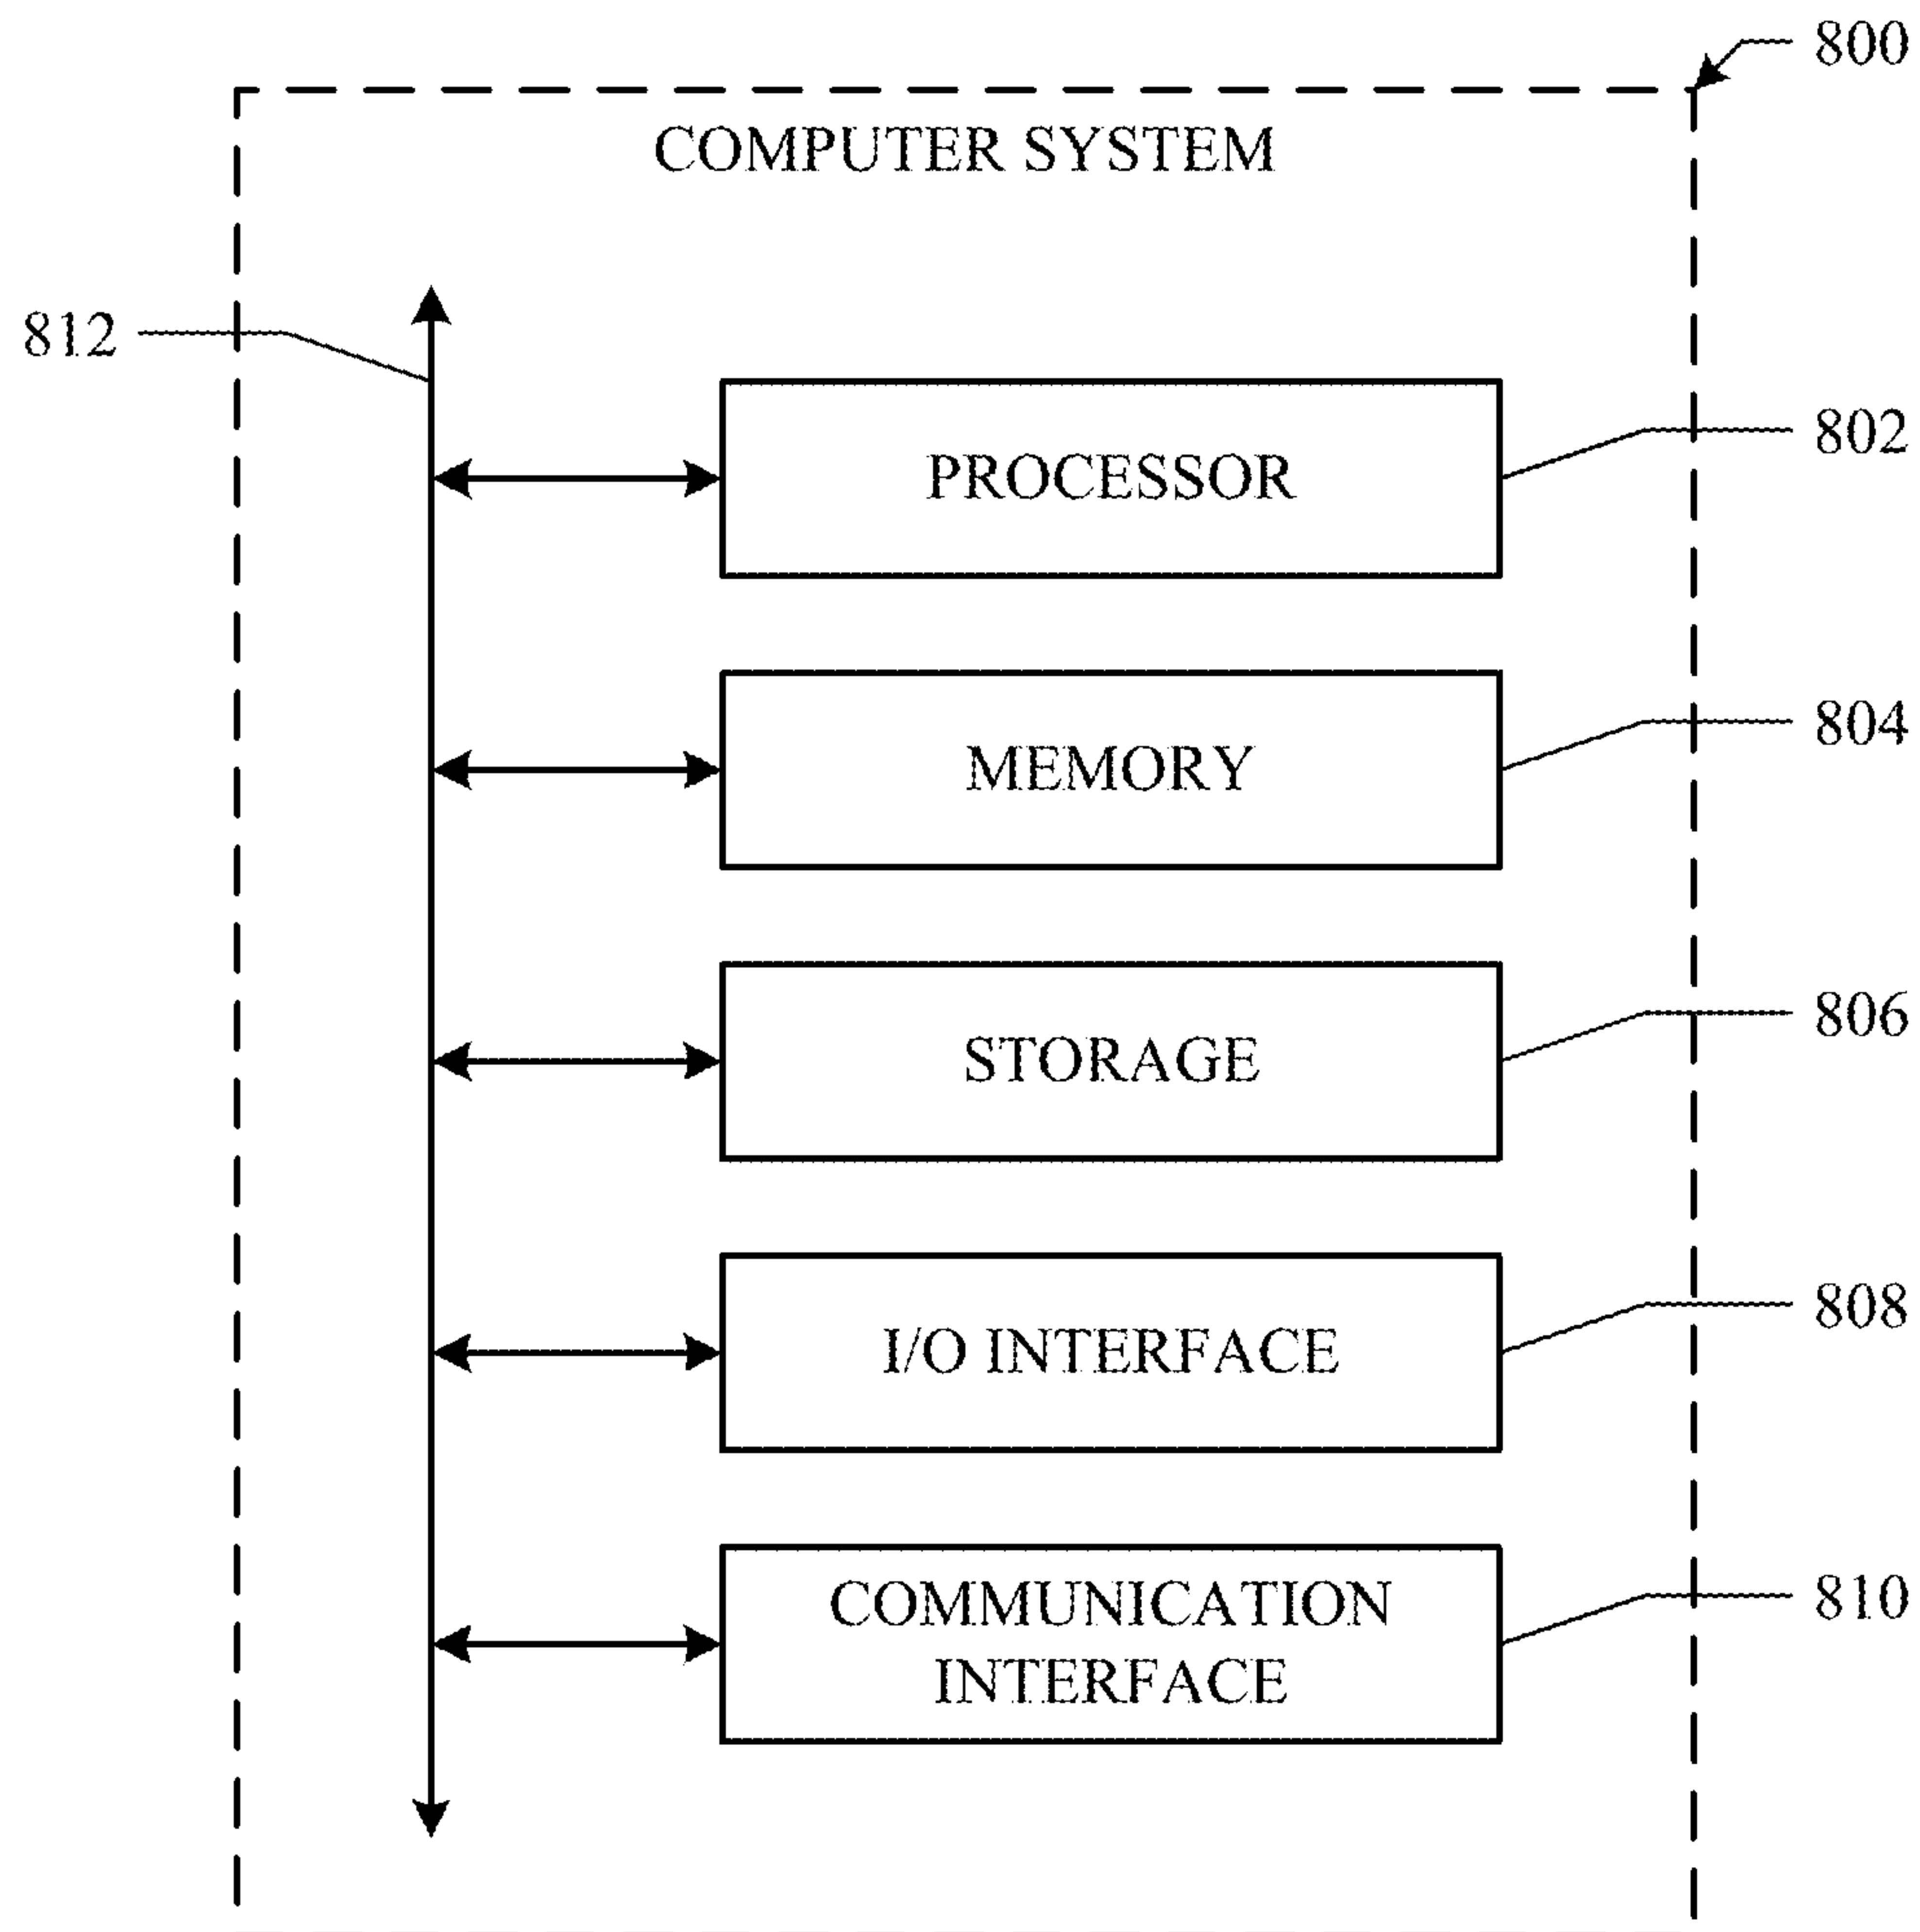 800
COMPUTER SYSTEM
812
802
PROCESSOR
804
MEMORY
806
STORAGE
808
I/O INTERFACE
810
COMMUNICATION
INTERFACE